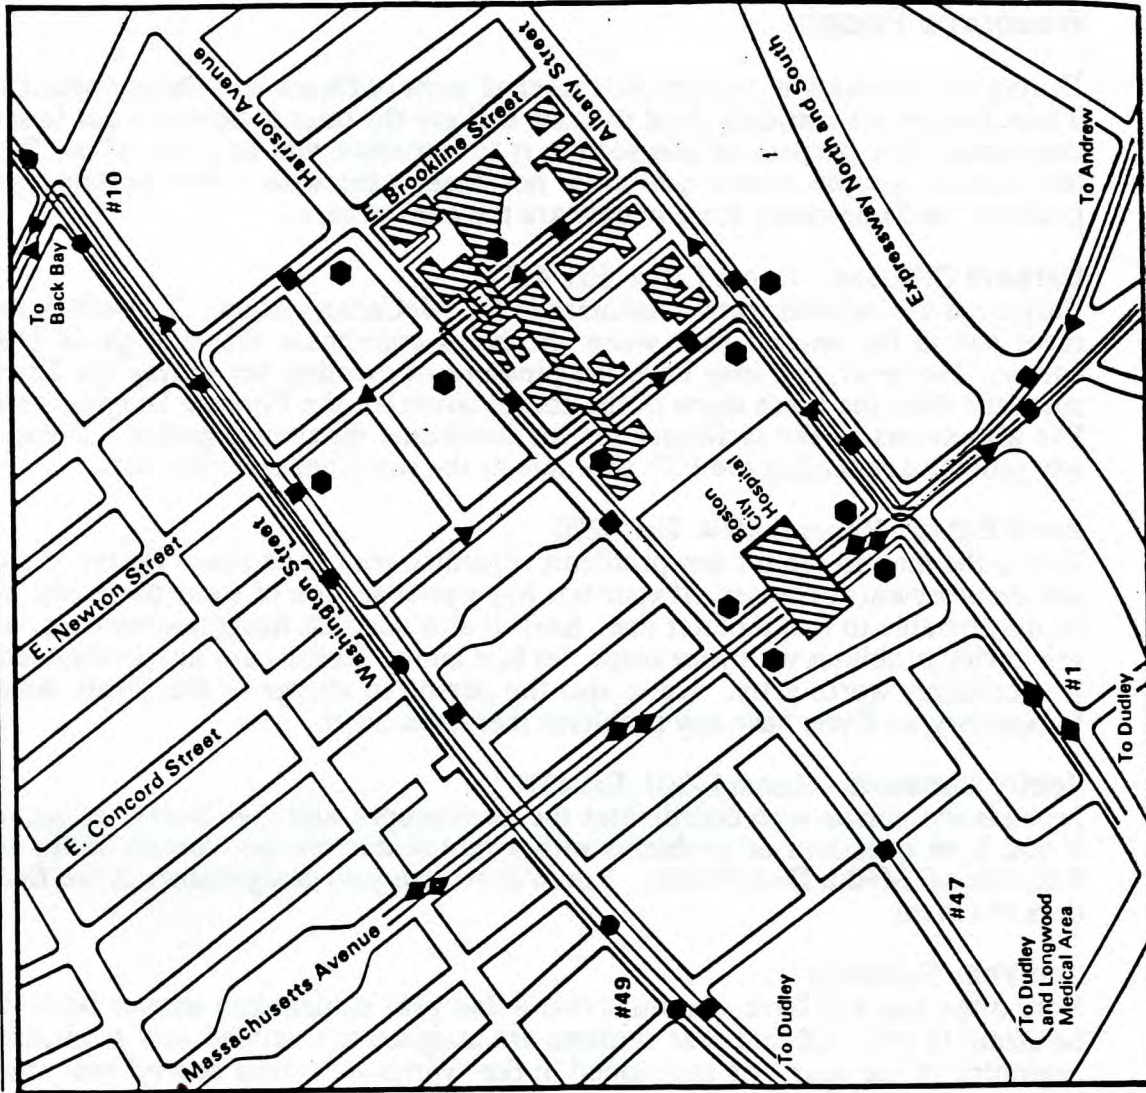 Harrison Avenue
E. Brookline Street
Albany Street
To
Back Bay
#10
Expressway North and South
To Andrew
E. Newton Street
Washington Street
Boston
City
Hospital
E. Concord Street
Massachusetts Avenue
#49
To Dudley
#47
To Dudley
and Longwood
Medical Area
#1
To Dudley